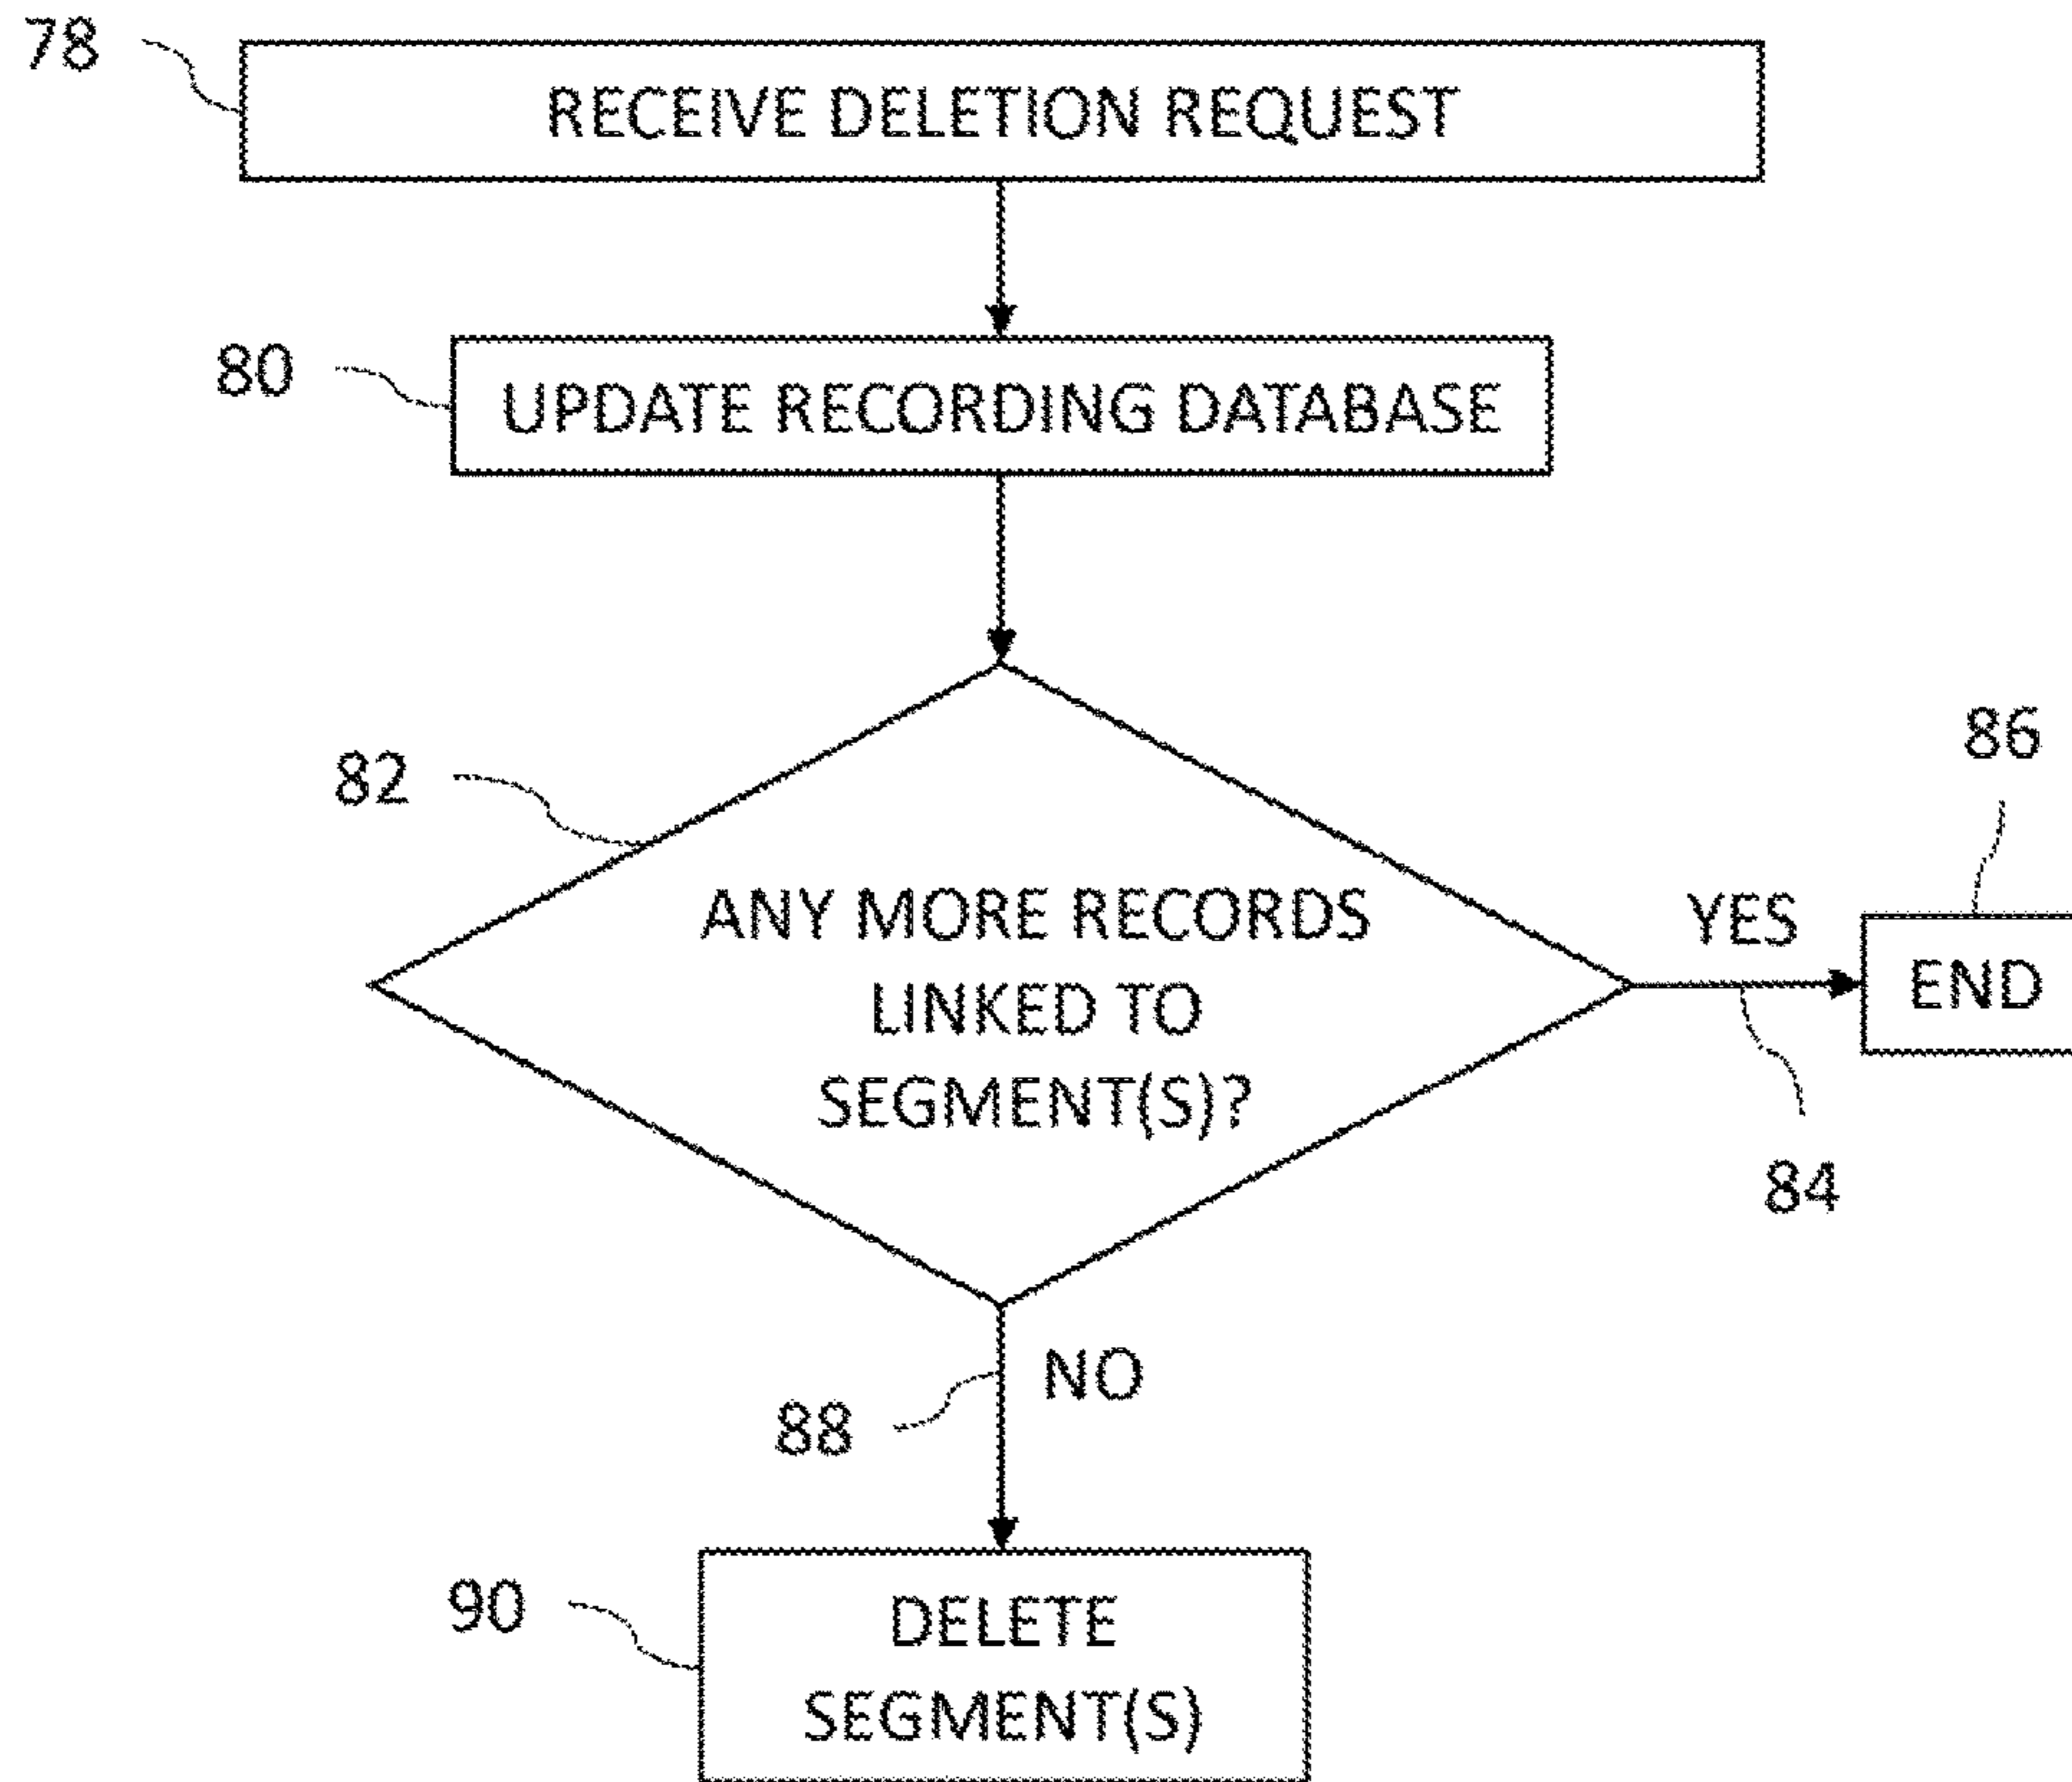 78
RECEIVE DELETION REQUEST
80
UPDATE RECORDING DATABASE
82
ANY MORE RECORDS
LINKED TO
SEGMENT(S)?
YES
84
86
END
88
NO
90
DELETE
SEGMENT(S)